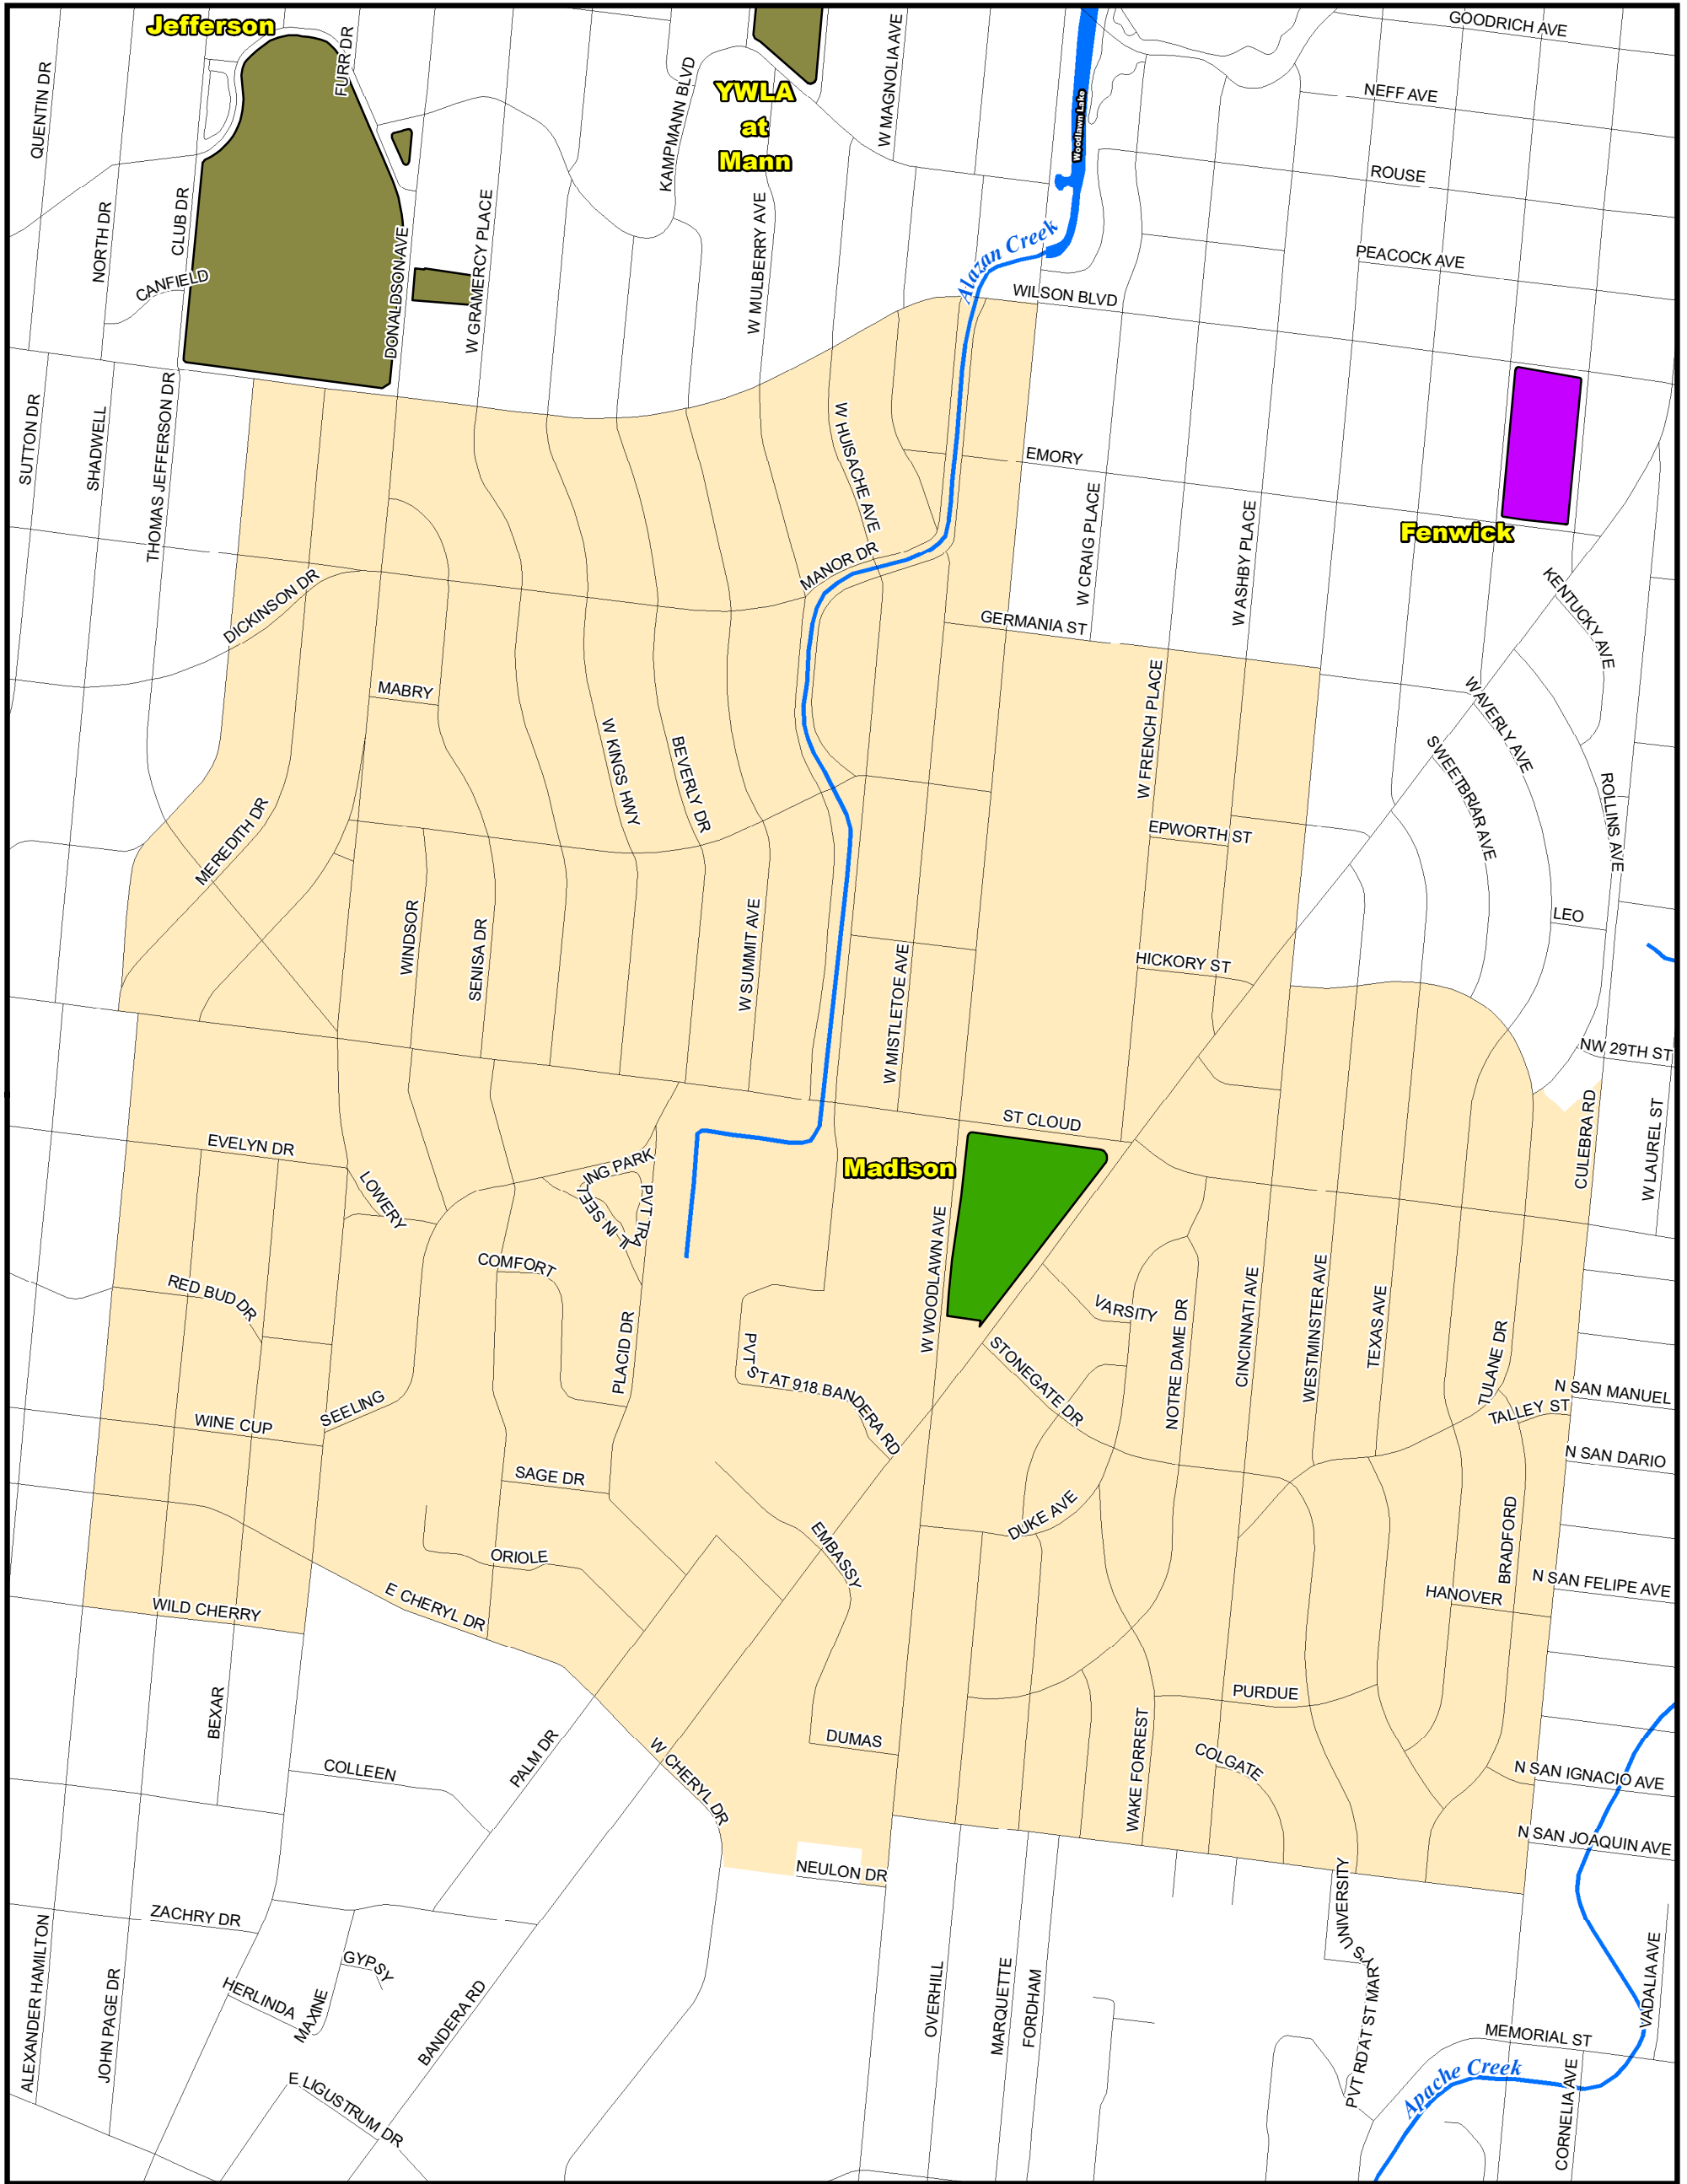 Jefferson
GOODRICH AVE
FURR DR
W MAGNOLIA AVE
QUENTIN DR
KAMPMANN BLVD
YWLA
at
Mann
NEFF AVE
Woodlawn Lake
ROUSE
NORTH DR
CLUB DR
CANFIELD
DONALDSON AVE
W GRAMERCY PLACE
W MULBERRY AVE
Alazan Creek
PEACOCK AVE
WILSON BLVD
SUTTON DR
SHADWELL
THOMAS JEFFERSON DR
W HUISACHE AVE
EMORY
W CRAIG PLACE
W ASHBY PLACE
Fenwick
MANOR DR
DICKINSON DR
GERMANIA ST
KENTUCKY AVE
MABRY
W KINGS HWY
BEVERLY DR
W FRENCH PLACE
WAVERLY AVE
SWEETBRIAR AVE
ROLLINS AVE
MEREDITH DR
EPWORTH ST
WINDSOR
SENISA DR
W SUMMIT AVE
W MISTLETOE AVE
HICKORY ST
LEO
NW 29TH ST
ST CLOUD
CULEBRA RD
W LAUREL ST
EVELYN DR
LOWERY
PVT TRAIL IN SEELING PARK
Madison
COMFORT
W WOODLAWN AVE
RED BUD DR
PLACID DR
VARSITY
NOTRE DAME DR
CINCINNATI AVE
WESTMINSTER AVE
TEXAS AVE
TULANE DR
PVT ST AT 918 BANDERA RD
STONEGATE DR
N SAN MANUEL
TALLEY ST
SEELING
WINE CUP
N SAN DARIO
SAGE DR
DUKE AVE
EMBASSY
BRADFORD
ORIOLE
N SAN FELIPE AVE
HANOVER
WILD CHERRY
E CHERYL DR
PURDUE
BEXAR
DUMAS
WAKE FORREST
COLGATE
PALM DR
W CHERYL DR
COLLEEN
N SAN IGNACIO AVE
N SAN JOAQUIN AVE
NEULON DR
ZACHRY DR
PVT RD AT ST MARY'S UNIVERSITY
ALEXANDER HAMILTON
JOHN PAGE DR
GYPSY
HERLINDA
MAXINE
BANDERA RD
OVERHILL
MARQUETTE
FORDHAM
VADALIA AVE
MEMORIAL ST
E LIGUSTRUM DR
Apache Creek
CORNELIA AVE